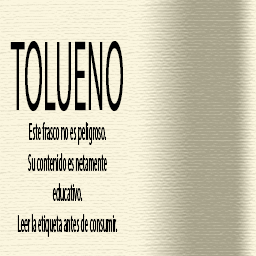 TOLUENO
Este frasco no es peligroso.
Su contenido es netamente
educativo.
Leer la etiqueta antes de consumir.